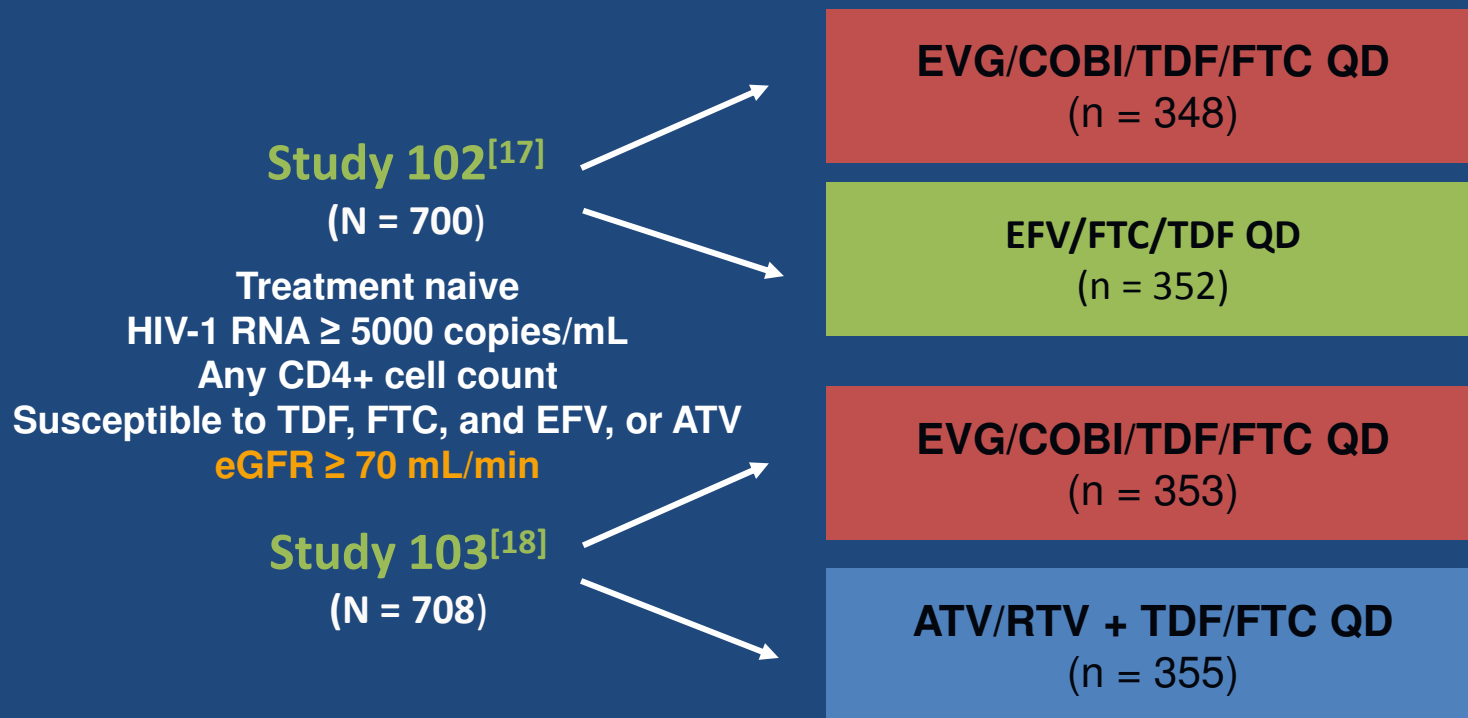 Study 102[17]
(N = 700)
Treatment naive
HIV-1 RNA ≥ 5000 copies/mL
Any CD4+ cell count
Susceptible to TDF, FTC, and EFV, or ATV
eGFR ≥ 70 mL/min
Study 103[18]
(N = 708)
EVG/COBI/TDF/FTC QD
(n = 348)
EFV/FTC/TDF QD
(n = 352)
EVG/COBI/TDF/FTC QD
(n = 353)
ATV/RTV + TDF/FTC QD
(n = 355)